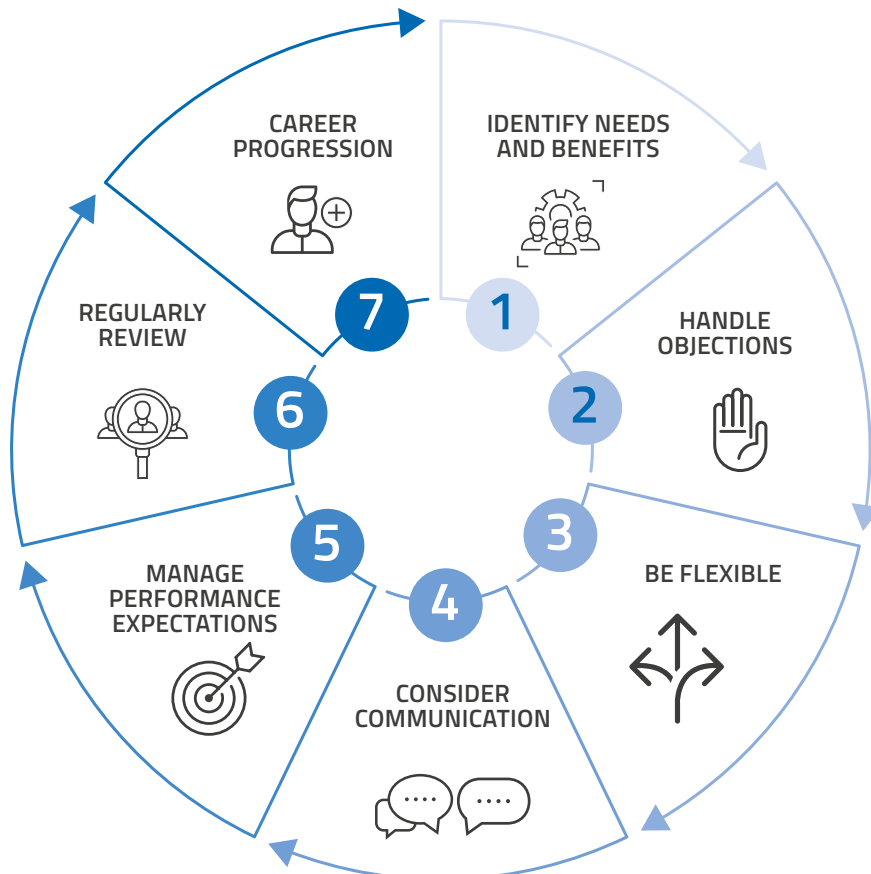 1
IDENTIFY NEEDS
AND BENEFITS
2
HANDLE
OBJECTIONS
3
BE FLEXIBLE
4
CONSIDER
COMMUNICATION
5
MANAGE
PERFORMANCE
EXPECTATIONS
6
REGULARLY
REVIEW
7
CAREER
PROGRESSION